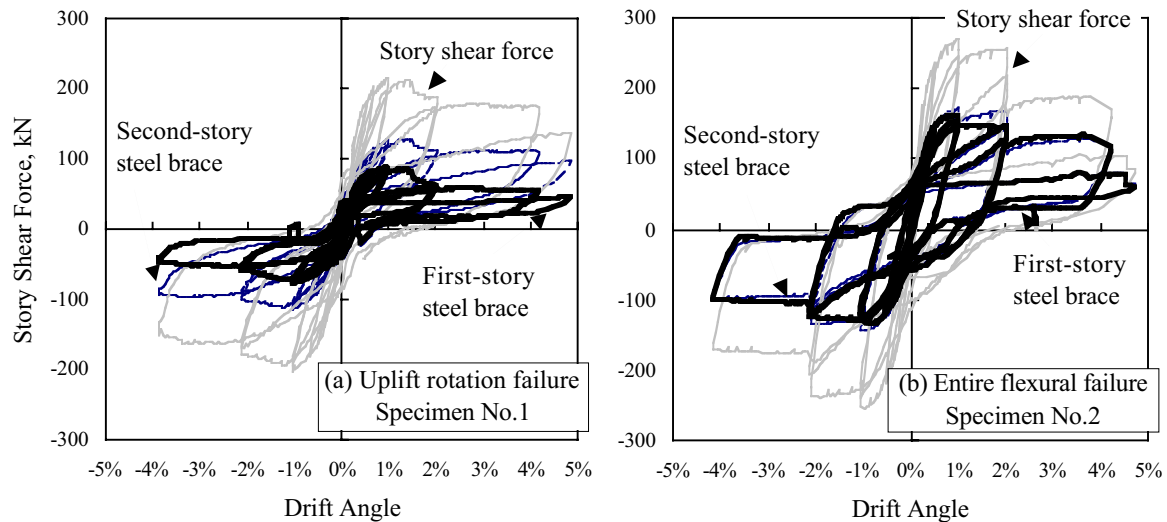 300
200
100
0
-100
-200
-300
Story Shear Force, kN
-5% -4% -3% -2% -1% 0% 1% 2% 3% 4% 5%
Drift Angle
Story shear force
Second-story
steel brace
First-story
steel brace
(a) Uplift rotation failure
Specimen No.1
300
200
100
0
-100
-200
-300
-5% -4% -3% -2% -1% 0% 1% 2% 3% 4% 5%
Drift Angle
Story shear force
Second-story
steel brace
First-story
steel brace
(b) Entire flexural failure
Specimen No.2